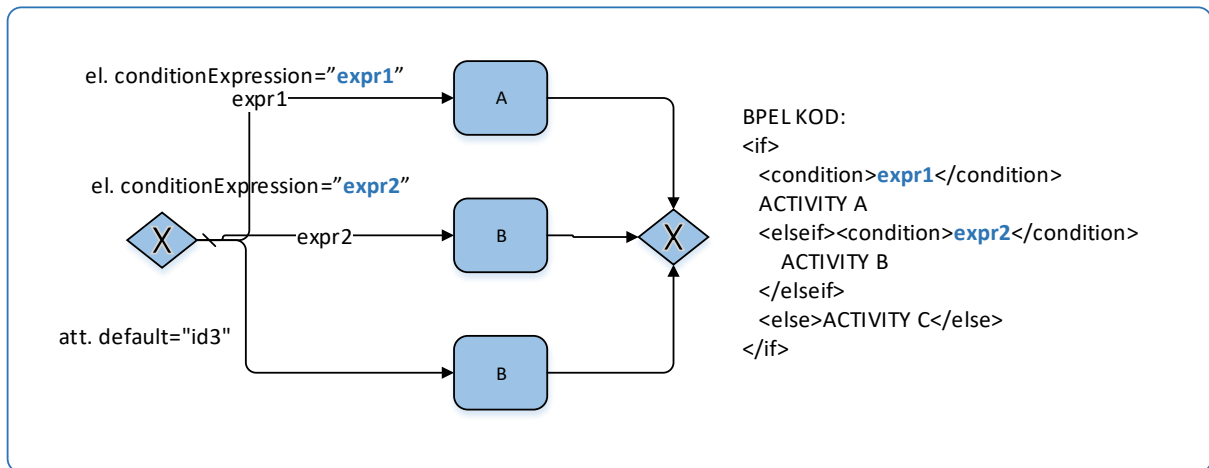 el. conditionExpression=”expr1”
expr1
A
el. conditionExpression=”expr2”
X
expr2
B
X
att. default="id3"
B
BPEL KOD:
<if>
<condition>expr1</condition>
ACTIVITY A
<elseif><condition>expr2</condition>
ACTIVITY B
</elseif>
<else>ACTIVITY C</else>
</if>